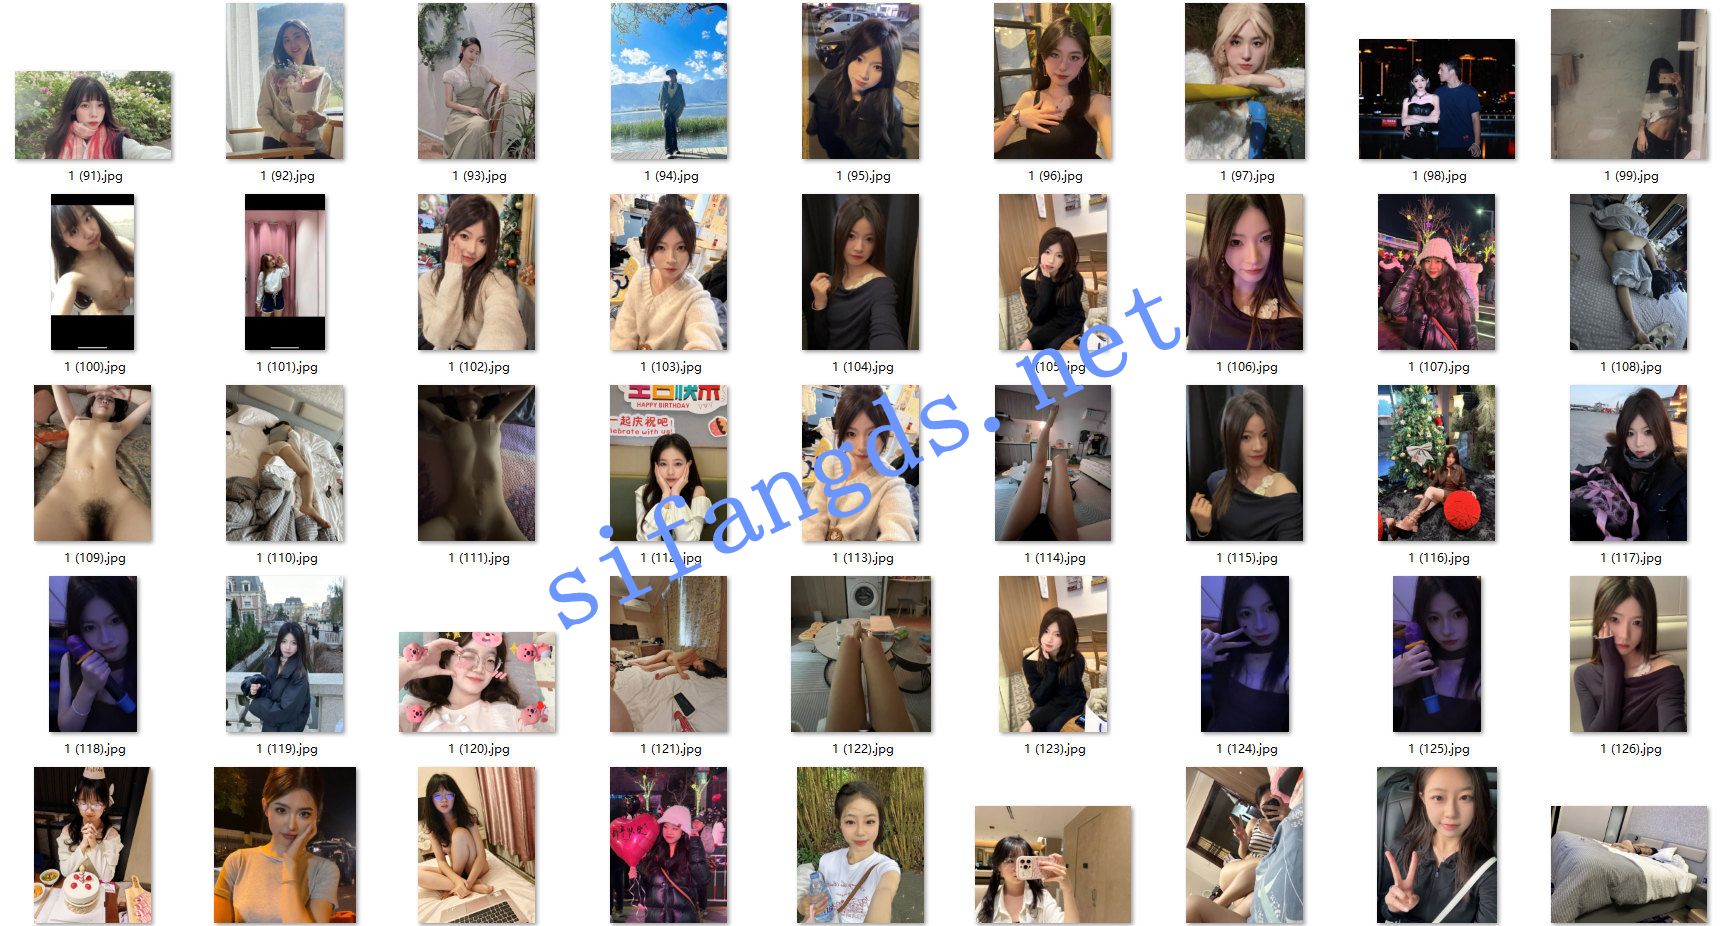 1 (91).jpg
1 (92).jpg
1 (93).jpg
1 (94).jpg
1 (95).jpg
1 (96).jpg
1 (97).jpg
1 (98).jpg
1 (99).jpg
1 (100).jpg
1 (101).jpg
1 (102).jpg
1 (103).jpg
1 (104).jpg
1 (105).jpg
1 (106).jpg
1 (107).jpg
1 (108).jpg
生日快乐
HAPPY BIRTHDAY
一起庆祝吧!
lebrate with us!
1 (109).jpg
1 (110).jpg
1 (111).jpg
1 (112).jpg
1 (113).jpg
1 (114).jpg
1 (115).jpg
1 (116).jpg
1 (117).jpg
sifangds.net
1 (118).jpg
1 (119).jpg
1 (120).jpg
1 (121).jpg
1 (122).jpg
1 (123).jpg
1 (124).jpg
1 (125).jpg
1 (126).jpg